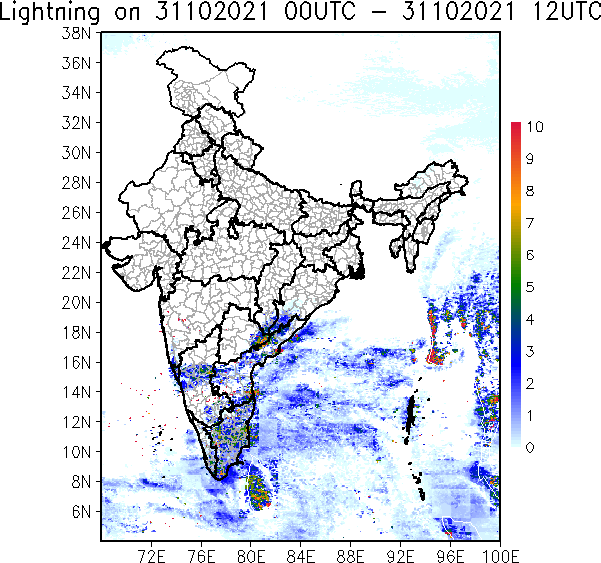 Lightning on 31102021 00UTC – 31102021 12UTC
38N
36N
34N
32N
30N
28N
26N
24N
22N
20N
18N
16N
14N
12N
10N
8N
6N
72E 76E 80E 84E 88E 92E 96E 100E
10
9
8
7
6
5
4
3
2
1
0